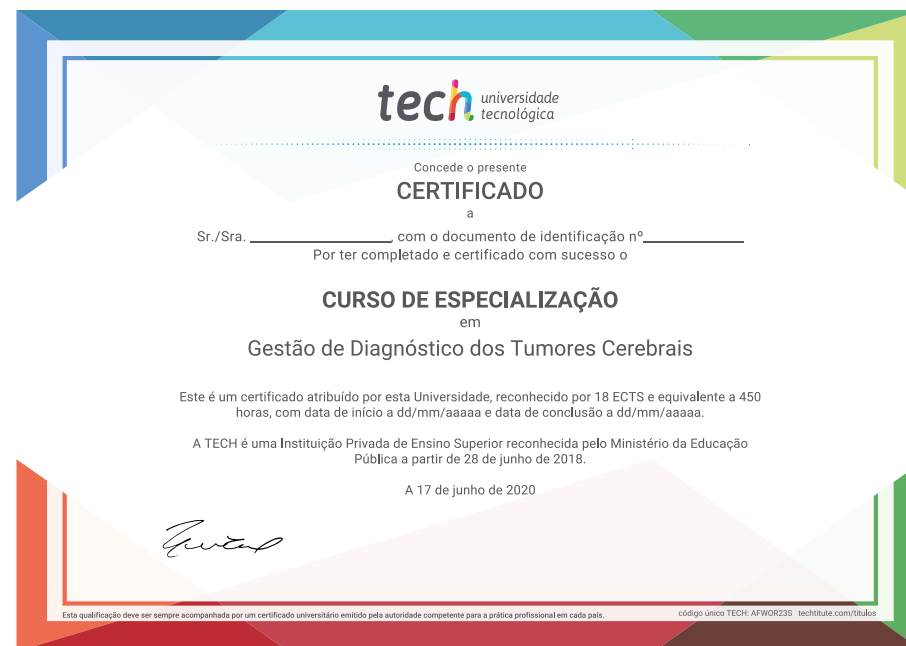 tech universidade
tecnológica
Concede o presente
CERTIFICADO
a
Sr./Sra. , com o documento de identificação nº
Por ter completado e certificado com sucesso o
CURSO DE ESPECIALIZAÇÃO
em
Gestão de Diagnóstico dos Tumores Cerebrais
Este é um certificado atribuído por esta Universidade, reconhecido por 18 ECTS e equivalente a 450
horas, com data de início a dd/mm/aaaaa e data de conclusão a dd/mm/aaaaa.
A TECH é uma Instituição Privada de Ensino Superior reconhecida pelo Ministério da Educação
Pública a partir de 28 de junho de 2018.
A 17 de junho de 2020
Esta qualificação deve ser sempre acompanhada por um certificado universitário emitido pela autoridade competente para a prática profissional em cada país.
código único TECH: AFWOR23S techtitute.com/titulos